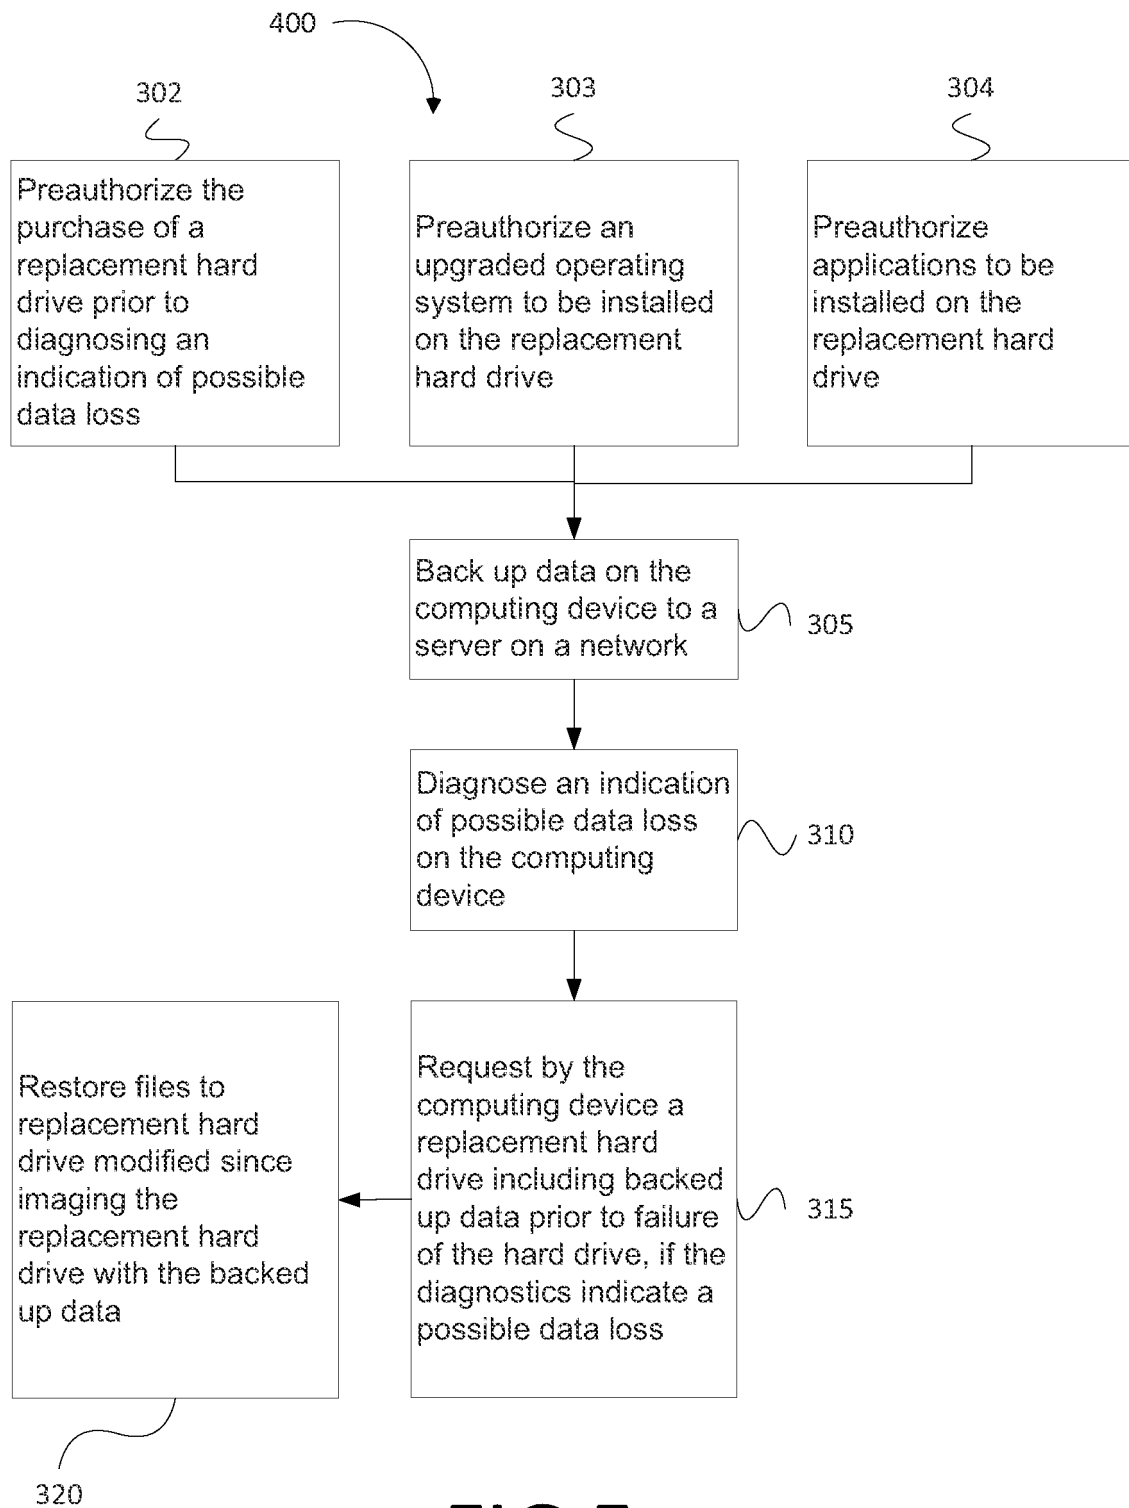 400
302
303
304
Preauthorize the
purchase of a
replacement hard
drive prior to
diagnosing an
indication of possible
data loss
Preauthorize an
upgraded operating
system to be installed
on the replacement
hard drive
Preauthorize
applications to be
installed on the
replacement hard
drive
Back up data on the
computing device to a
server on a network
305
Diagnose an indication
of possible data loss
on the computing
device
310
Restore files to
replacement hard
drive modified since
imaging the
replacement hard
drive with the backed
up data
Request by the
computing device a
replacement hard
drive including backed
up data prior to failure
of the hard drive, if the
diagnostics indicate a
possible data loss
315
320